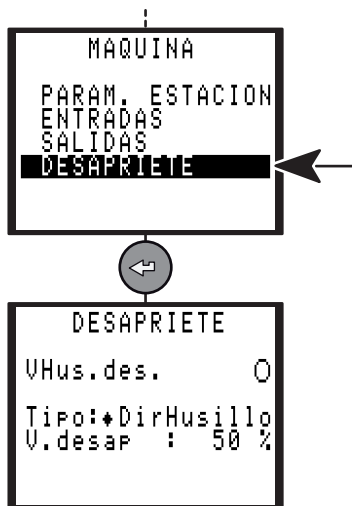 MAQUINA
PARAM. ESTACION
ENTRADAS
SALIDAS
DESAPRIETE
DESAPRIETE
VHus.des. O
Tipo:♦DirHusillo
V.desap : 50 %